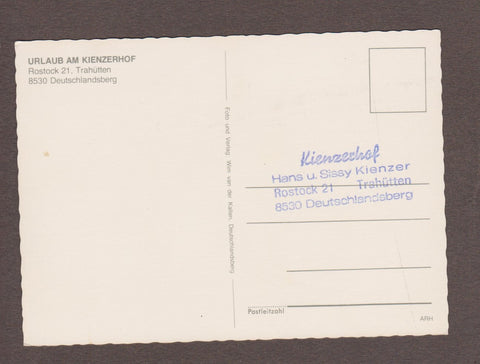 URLAUB AM KIENZERHOF
Rostock 21, Trahütten
8530 Deutschlandsberg
Foto und Verlag Wim van der Kallen, Deutschlandsberg
Kienzerhof
Hans u. Sissy Kienzer
Rostock 21 Trahütten
8530 Deutschlandsberg
Postleitzahl
ARH